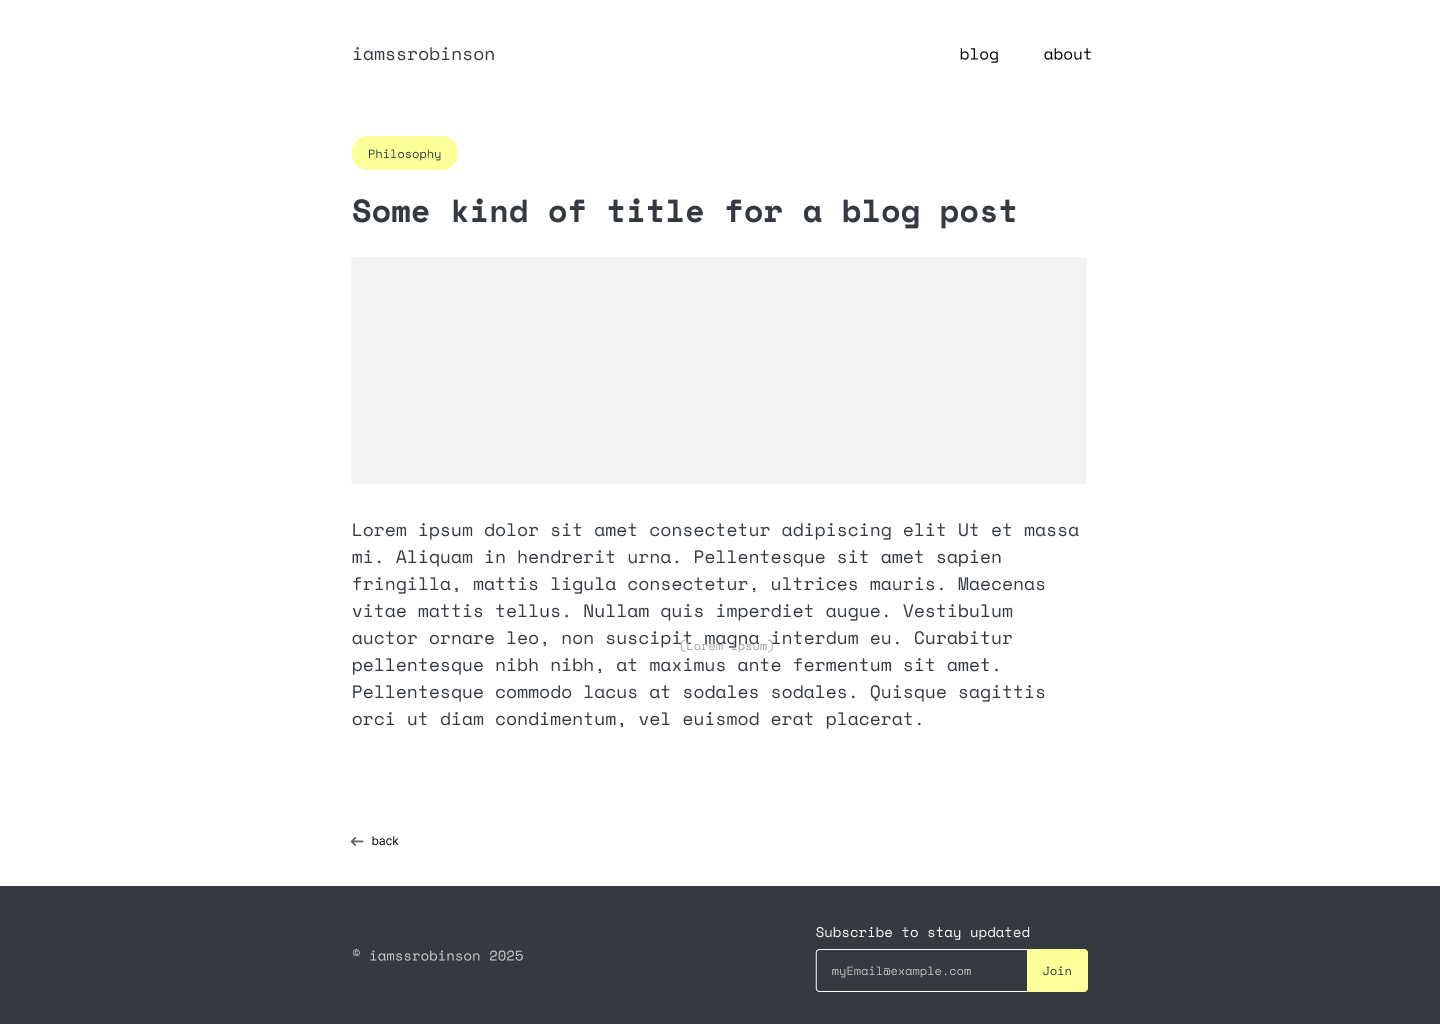 iamssrobinson
blog about
Philosophy
Some kind of title for a blog post
Lorem ipsum dolor sit amet consectetur adipiscing elit Ut et massa
mi. Aliquam in hendrerit urna. Pellentesque sit amet sapien
fringilla, mattis ligula consectetur, ultrices mauris. Maecenas
vitae mattis tellus. Nullam quis imperdiet augue. Vestibulum
auctor ornare leo, non suscipit magna interdum eu. Curabitur
(Lorem ipsum)
pellentesque nibh nibh, at maximus ante fermentum sit amet.
Pellentesque commodo lacus at sodales sodales. Quisque sagittis
orci ut diam condimentum, vel euismod erat placerat.
← back
Subscribe to stay updated
© iamssrobinson 2025
myEmail@example.com Join